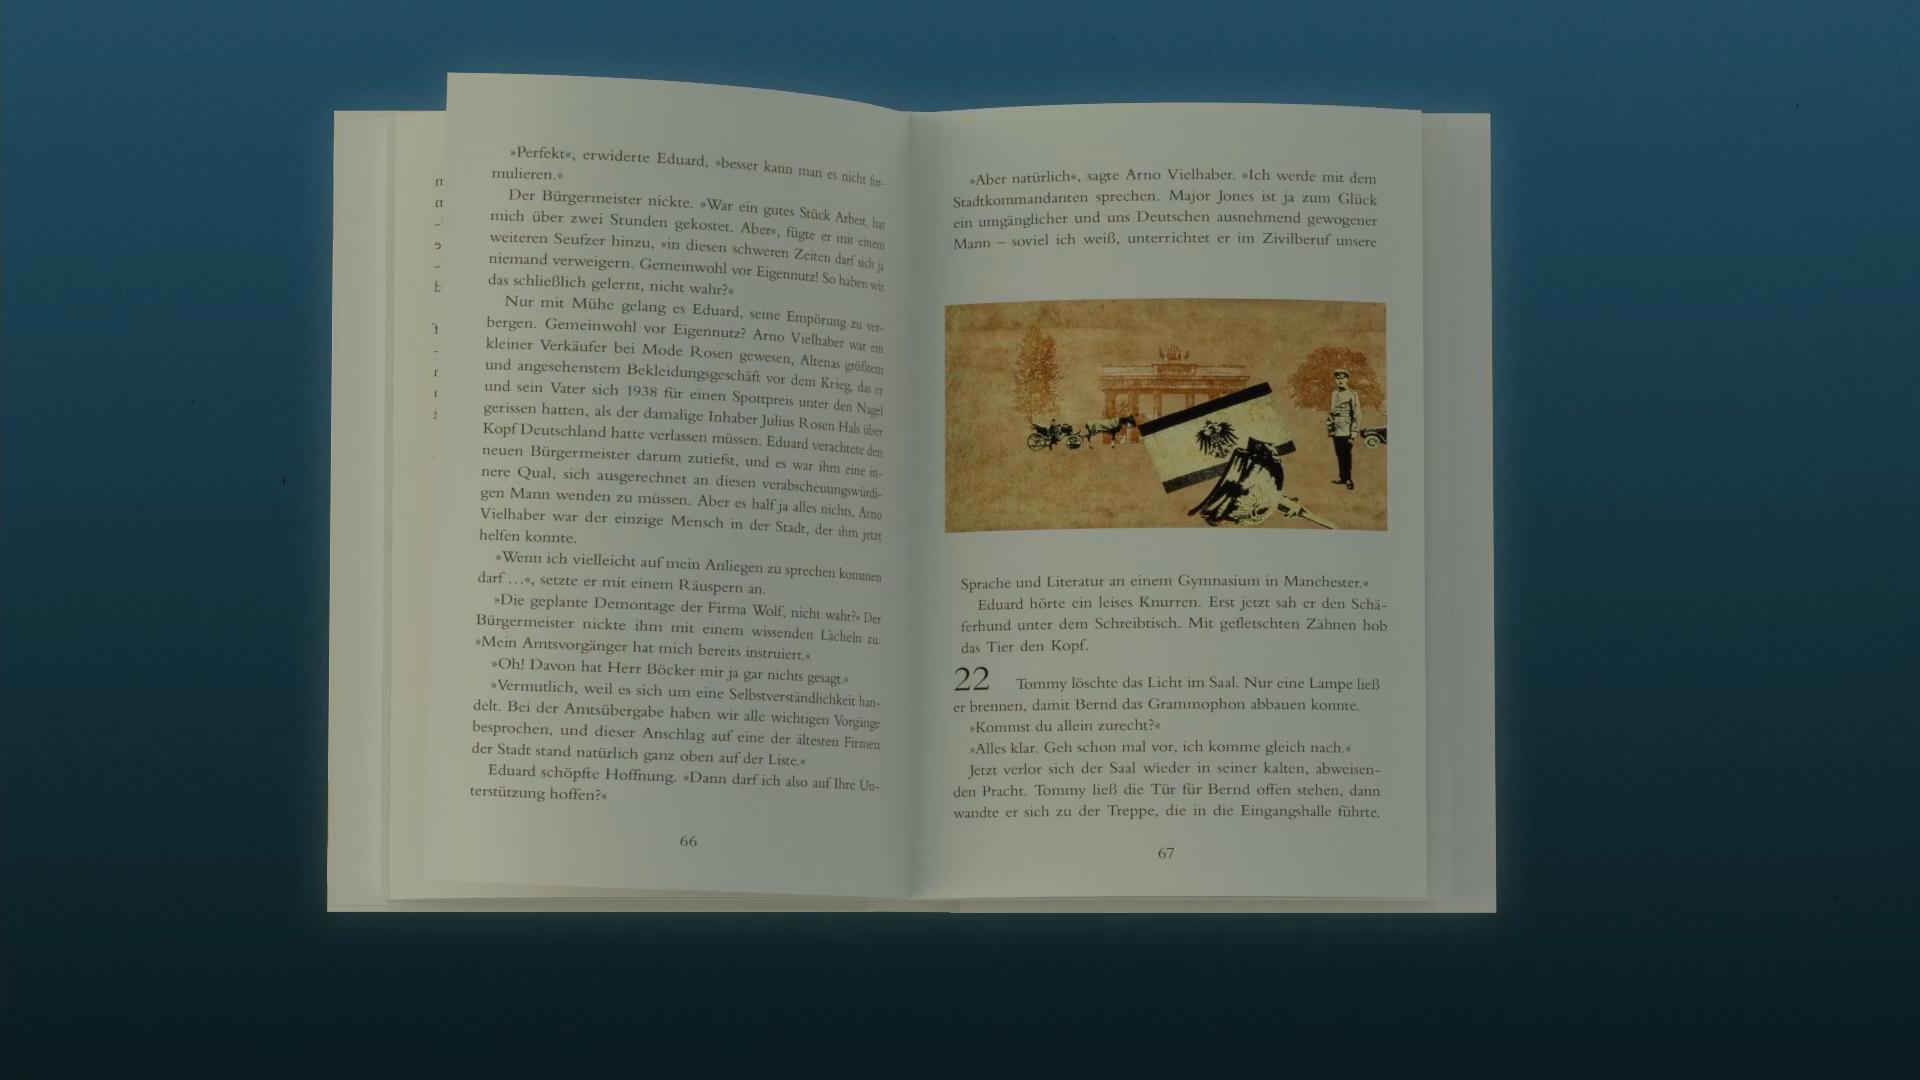 »Perfekt«, erwiderte Eduard, »besser kann man es nicht for-
mulieren.«
Der Bürgermeister nickte. »War ein gutes Stück Arbeit, hat
mich über zwei Stunden gekostet. Aber«, fügte er mit einem
weiteren Seufzer hinzu, »in diesen schweren Zeiten darf sich ja
niemand verweigern. Gemeinwohl vor Eigennutz! So haben wir
das schließlich gelernt, nicht wahr?«
Nur mit Mühe gelang es Eduard, seine Empörung zu ver-
bergen. Gemeinwohl vor Eigennutz? Arno Vielhaber war ein
kleiner Verkäufer bei Mode Rosen gewesen, Altenas größtem
und angesehenstem Bekleidungsgeschäft vor dem Krieg, das er
und sein Vater sich 1938 für einen Spottpreis unter den Nagel
gerissen hatten, als der damalige Inhaber Julius Rosen Hals über
Kopf Deutschland hatte verlassen müssen. Eduard verachtete den
neuen Bürgermeister darum zutiefst, und es war ihm eine in-
nere Qual, sich ausgerechnet an diesen verabscheuungswürdi-
gen Mann wenden zu müssen. Aber es half ja alles nichts, Arno
Vielhaber war der einzige Mensch in der Stadt, der ihm jetzt
helfen konnte.
»Wenn ich vielleicht auf mein Anliegen zu sprechen kommen
darf …«, setzte er mit einem Räuspern an.
»Die geplante Demontage der Firma Wolf, nicht wahr?« Der
Bürgermeister nickte ihm mit einem wissenden Lächeln zu.
»Mein Amtsvorgänger hat mich bereits instruiert.«
»Oh! Davon hat Herr Böcker mir ja gar nichts gesagt.«
»Vermutlich, weil es sich um eine Selbstverständlichkeit han-
delt. Bei der Amtsübergabe haben wir alle wichtigen Vorgänge
besprochen, und dieser Anschlag auf eine der ältesten Firmen
der Stadt stand natürlich ganz oben auf der Liste.«
Eduard schöpfte Hoffnung. »Dann darf ich also auf Ihre Un-
terstützung hoffen?«
66
»Aber natürlich«, sagte Arno Vielhaber. »Ich werde mit dem
Stadtkommandanten sprechen. Major Jones ist ja zum Glück
ein umgänglicher und uns Deutschen ausnehmend gewogener
Mann – soviel ich weiß, unterrichtet er im Zivilberuf unsere
Sprache und Literatur an einem Gymnasium in Manchester.«
Eduard hörte ein leises Knurren. Erst jetzt sah er den Schä-
ferhund unter dem Schreibtisch. Mit gefletschten Zähnen hob
das Tier den Kopf.
22 Tommy löschte das Licht im Saal. Nur eine Lampe ließ
er brennen, damit Bernd das Grammophon abbauen konnte.
»Kommst du allein zurecht?«
»Alles klar. Geh schon mal vor, ich komme gleich nach.«
Jetzt verlor sich der Saal wieder in seiner kalten, abweisen-
den Pracht. Tommy ließ die Tür für Bernd offen stehen, dann
wandte er sich zu der Treppe, die in die Eingangshalle führte.
67